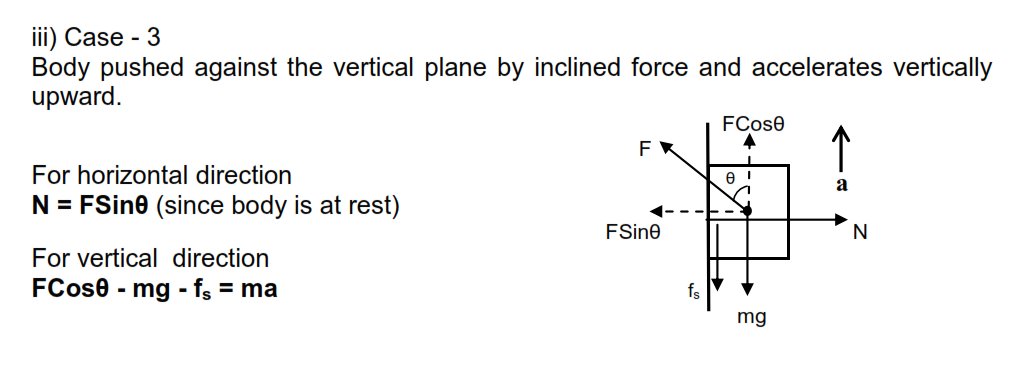 iii) Case - 3
Body pushed against the vertical plane by inclined force and accelerates vertically
upward.
For horizontal direction
N = FSinθ (since body is at rest)
For vertical direction
FCosθ - mg - fs = ma
FCosθ
F
θ
a
FSinθ
N
fs
mg